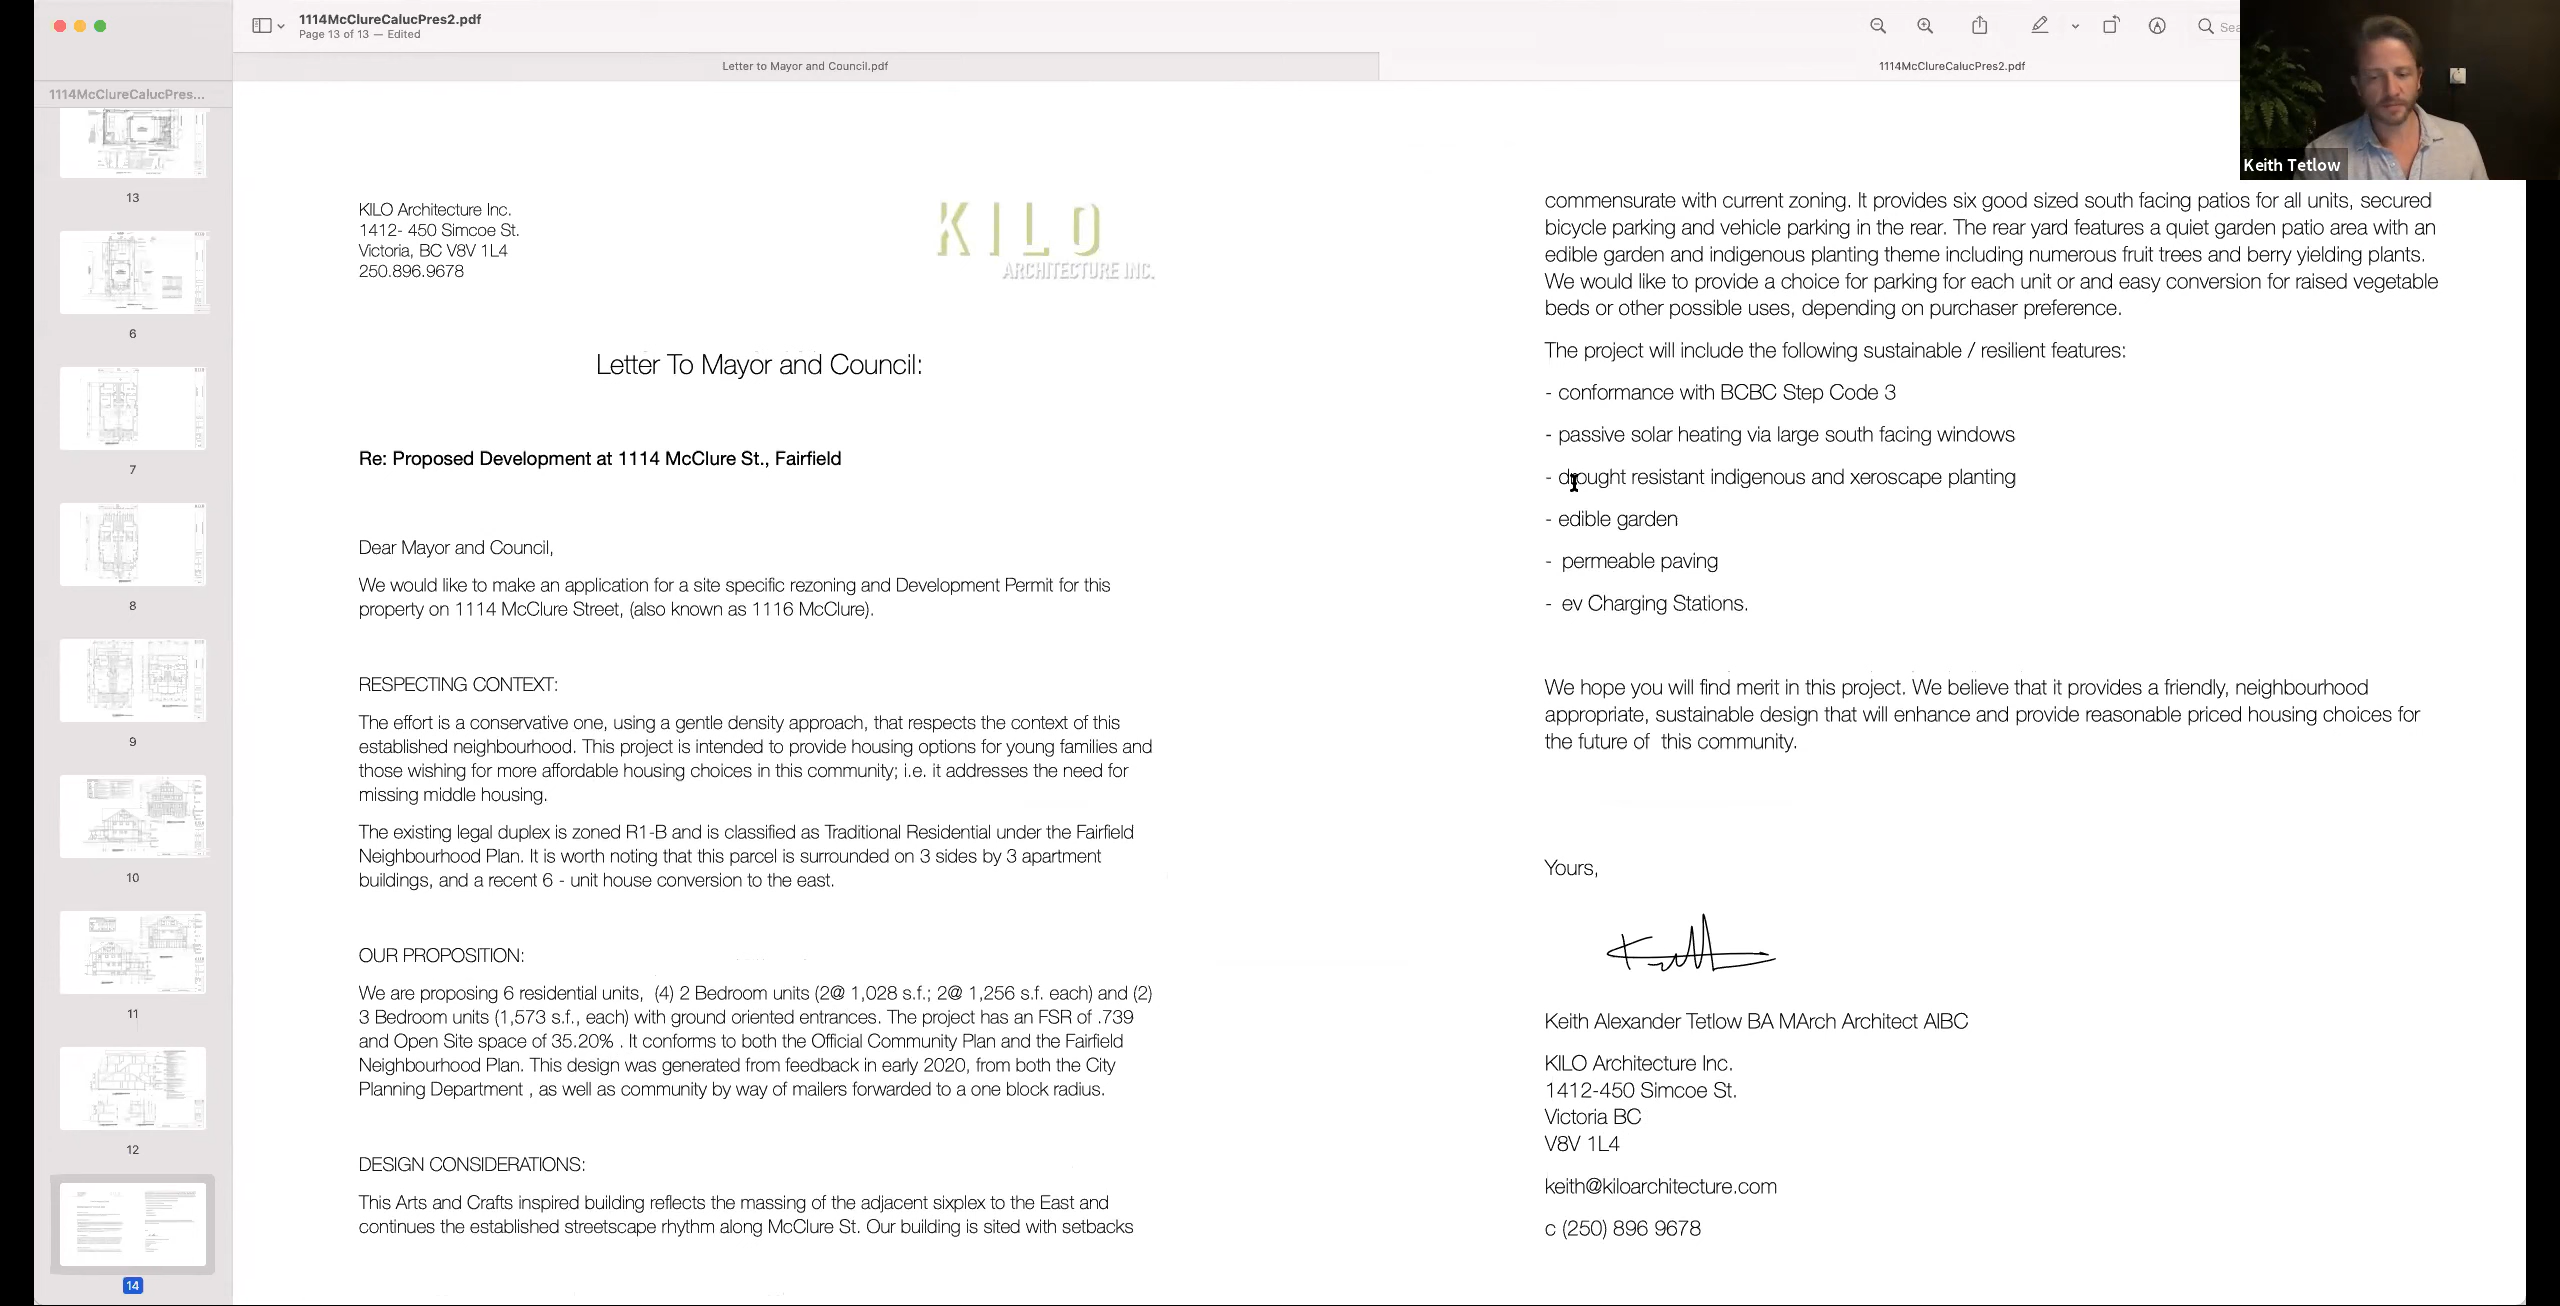 1114McClureCalucPres2.pdf
Page 13 of 13 — Edited
Letter to Mayor and Council.pdf
1114McClureCalucPres2.pdf
Keith Tetlow
1114McClureCalucPres...
13
6
7
8
9
10
11
12
14
KILO Architecture Inc.
1412- 450 Simcoe St.
Victoria, BC V8V 1L4
250.896.9678
KILO
ARCHITECTURE INC.
Letter To Mayor and Council:
Re: Proposed Development at 1114 McClure St., Fairfield
Dear Mayor and Council,
We would like to make an application for a site specific rezoning and Development Permit for this
property on 1114 McClure Street, (also known as 1116 McClure).
RESPECTING CONTEXT:
The effort is a conservative one, using a gentle density approach, that respects the context of this
established neighbourhood. This project is intended to provide housing options for young families and
those wishing for more affordable housing choices in this community; i.e. it addresses the need for
missing middle housing.
The existing legal duplex is zoned R1-B and is classified as Traditional Residential under the Fairfield
Neighbourhood Plan. It is worth noting that this parcel is surrounded on 3 sides by 3 apartment
buildings, and a recent 6 - unit house conversion to the east.
OUR PROPOSITION:
We are proposing 6 residential units, (4) 2 Bedroom units (2@ 1,028 s.f.; 2@ 1,256 s.f. each) and (2)
3 Bedroom units (1,573 s.f., each) with ground oriented entrances. The project has an FSR of .739
and Open Site space of 35.20% . It conforms to both the Official Community Plan and the Fairfield
Neighbourhood Plan. This design was generated from feedback in early 2020, from both the City
Planning Department , as well as community by way of mailers forwarded to a one block radius.
DESIGN CONSIDERATIONS:
This Arts and Crafts inspired building reflects the massing of the adjacent sixplex to the East and
continues the established streetscape rhythm along McClure St. Our building is sited with setbacks
commensurate with current zoning. It provides six good sized south facing patios for all units, secured
bicycle parking and vehicle parking in the rear. The rear yard features a quiet garden patio area with an
edible garden and indigenous planting theme including numerous fruit trees and berry yielding plants.
We would like to provide a choice for parking for each unit or and easy conversion for raised vegetable
beds or other possible uses, depending on purchaser preference.
The project will include the following sustainable / resilient features:
- conformance with BCBC Step Code 3
- passive solar heating via large south facing windows
- drought resistant indigenous and xeroscape planting
- edible garden
- permeable paving
- ev Charging Stations.
We hope you will find merit in this project. We believe that it provides a friendly, neighbourhood
appropriate, sustainable design that will enhance and provide reasonable priced housing choices for
the future of this community.
Yours,
Keith Alexander Tetlow BA MArch Architect AIBC
KILO Architecture Inc.
1412-450 Simcoe St.
Victoria BC
V8V 1L4
keith@kiloarchitecture.com
c (250) 896 9678